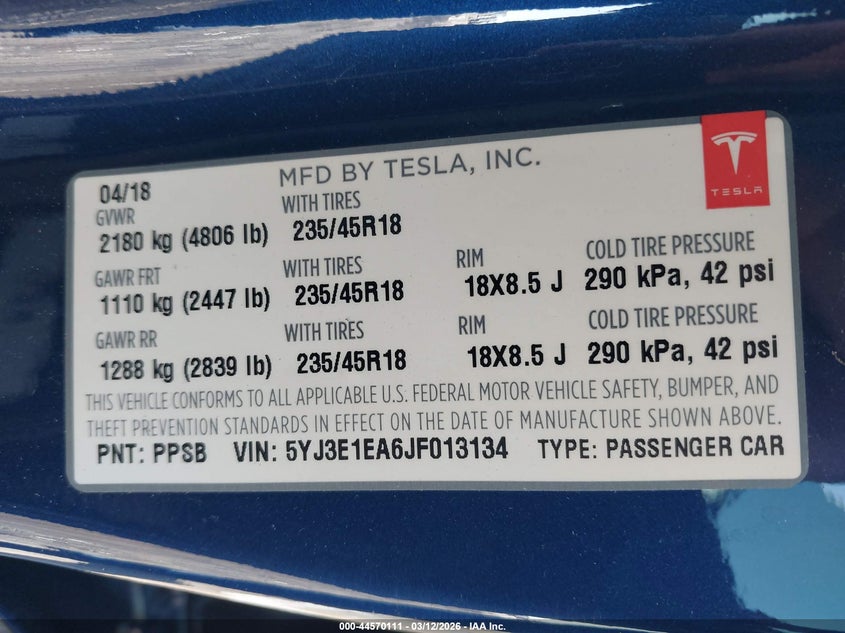 MFD BY TESLA, INC.
TESLA
04/18
GVWR
2180 kg (4806 lb)
WITH TIRES
235/45R18
GAWR FRT
1110 kg (2447 lb)
WITH TIRES
235/45R18
RIM
18X8.5 J
COLD TIRE PRESSURE
290 kPa, 42 psi
GAWR RR
1288 kg (2839 lb)
WITH TIRES
235/45R18
RIM
18X8.5 J
COLD TIRE PRESSURE
290 kPa, 42 psi
THIS VEHICLE CONFORMS TO ALL APPLICABLE U.S. FEDERAL MOTOR VEHICLE SAFETY, BUMPER, AND
THEFT PREVENTION STANDARDS IN EFFECT ON THE DATE OF MANUFACTURE SHOWN ABOVE.
PNT: PPSB VIN: 5YJ3E1EA6JF013134 TYPE: PASSENGER CAR
000-44570111 - 03/12/2026 - IAA Inc.